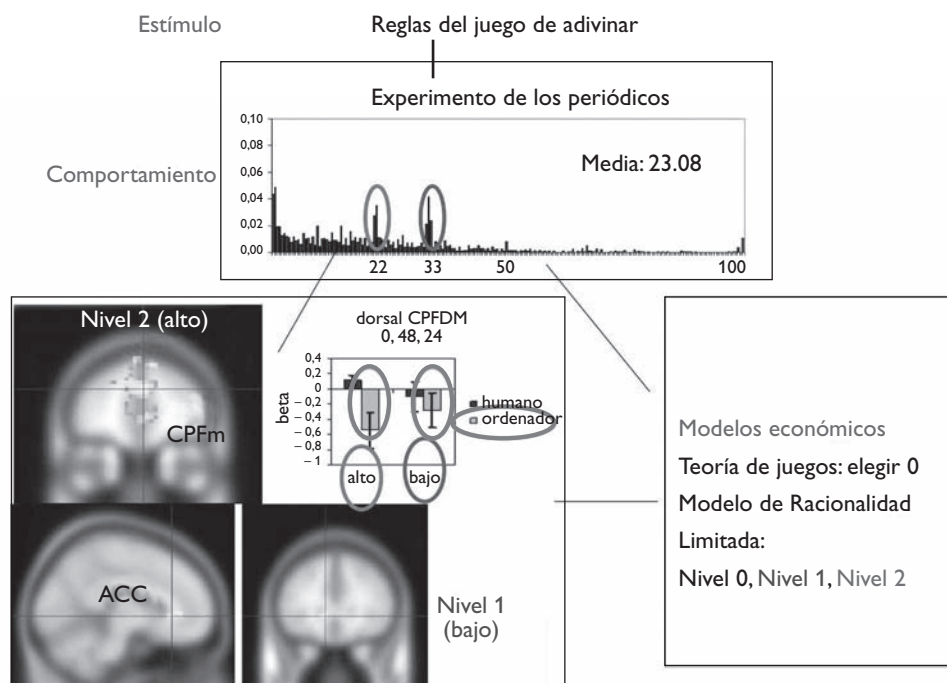 Estímulo
Reglas del juego de adivinar
Experimento de los periódicos
0,10
0,08
0,06
0,04
0,02
0,00
Media: 23.08
Comportamiento
22 33 50 100
Nivel 2 (alto)
CPFm
dorsal CPFDM
0, 48, 24
0,4
0,2
0
– 0,2
– 0,4
– 0,6
– 0,8
– 1
beta
humano
ordenador
alto bajo
ACC
Nivel 1
(bajo)
Modelos económicos
Teoría de juegos: elegir 0
Modelo de Racionalidad
Limitada:
Nivel 0, Nivel 1, Nivel 2